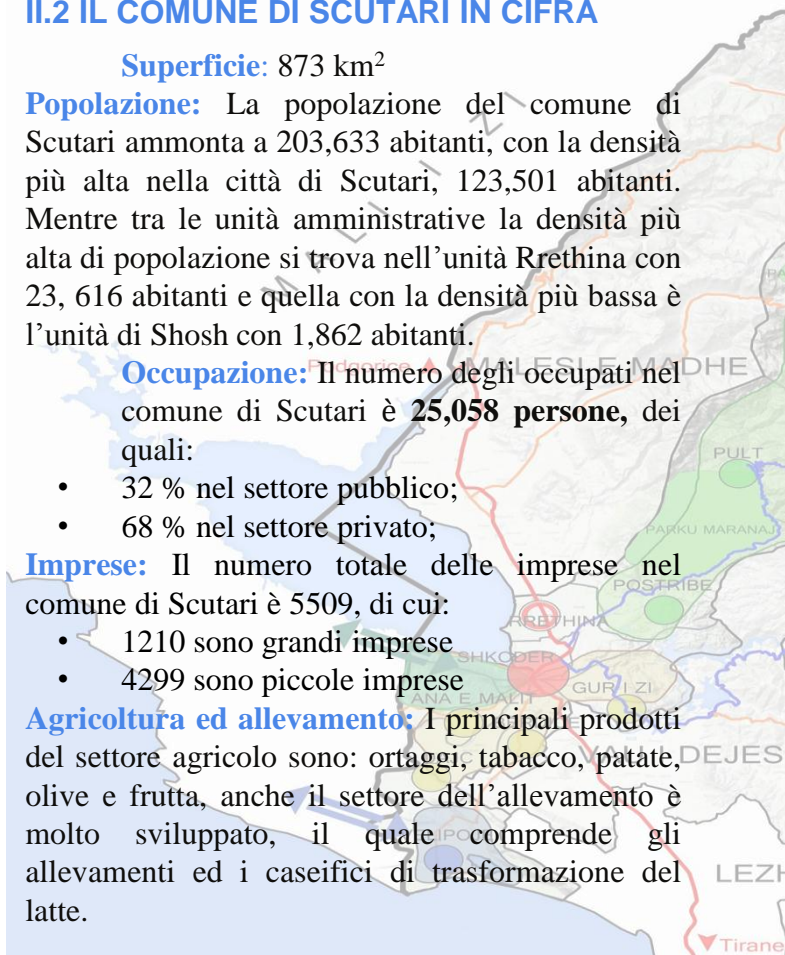 II.2 IL COMUNE DI SCUTARI IN CIFRA
Superficie: 873 km²
Popolazione: La popolazione del comune di
Scutari ammonta a 203,633 abitanti, con la densità
più alta nella città di Scutari, 123,501 abitanti.
Mentre tra le unità amministrative la densità più
alta di popolazione si trova nell’unità Rrethina con
23, 616 abitanti e quella con la densità più bassa è
l’unità di Shosh con 1,862 abitanti.
Occupazione: Il numero degli occupati nel
comune di Scutari è 25,058 persone, dei
quali:
• 32 % nel settore pubblico;
• 68 % nel settore privato;
Imprese: Il numero totale delle imprese nel
comune di Scutari è 5509, di cui:
• 1210 sono grandi imprese
• 4299 sono piccole imprese
Agricoltura ed allevamento: I principali prodotti
del settore agricolo sono: ortaggi, tabacco, patate,
olive e frutta, anche il settore dell’allevamento è
molto sviluppato, il quale comprende gli
allevamenti ed i caseifici di trasformazione del
latte.
MALI I ZI
Podgorice
MALESI E MADHE
PULT
PARKU MARANAJ
POSTRIBE
RRETHINA
SHKODER
ANA E MALIT
GUR I ZI
DEJES
LEZH
Tirane